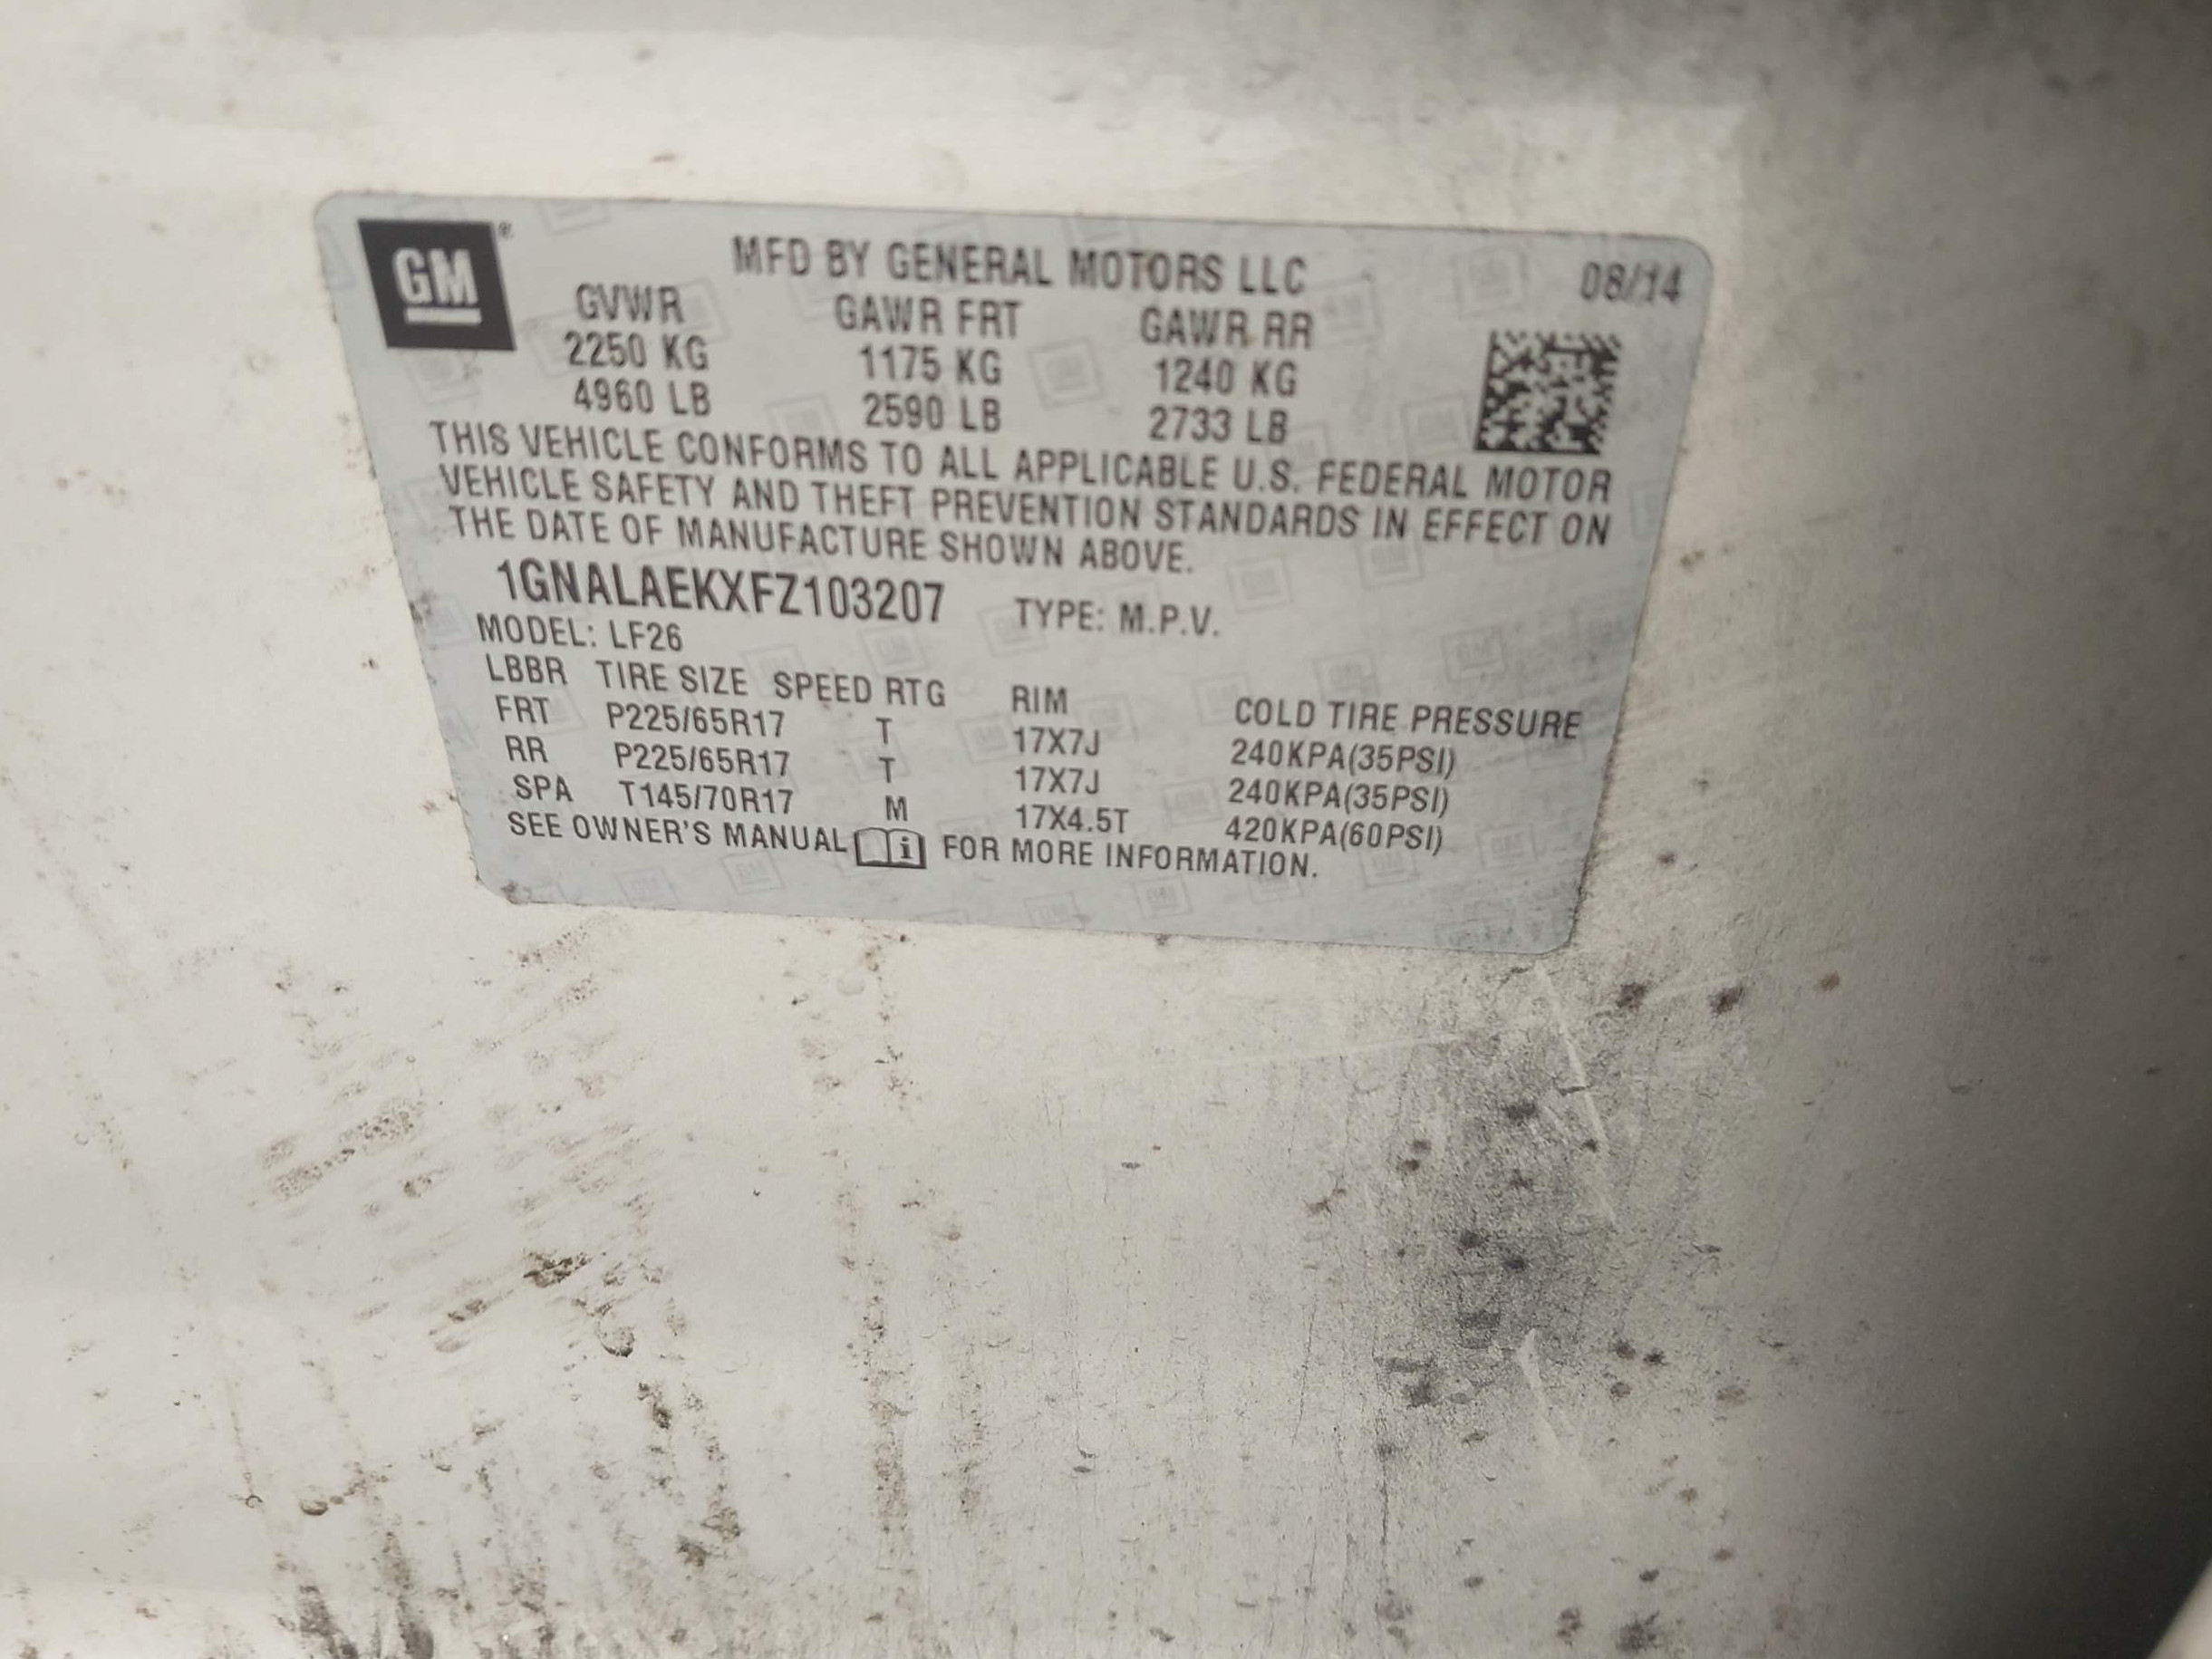 GM
MFD BY GENERAL MOTORS LLC 08/14
GVWR GAWR FRT GAWR RR
2250 KG 1175 KG 1240 KG
4960 LB 2590 LB 2733 LB
THIS VEHICLE CONFORMS TO ALL APPLICABLE U.S. FEDERAL MOTOR
VEHICLE SAFETY AND THEFT PREVENTION STANDARDS IN EFFECT ON
THE DATE OF MANUFACTURE SHOWN ABOVE.
1GNALAEKXFZ103207 TYPE: M.P.V.
MODEL: LF26
LBBR TIRE SIZE SPEED RTG RIM COLD TIRE PRESSURE
FRT P225/65R17 T 17X7J 240KPA(35PSI)
RR P225/65R17 T 17X7J 240KPA(35PSI)
SPA T145/70R17 M 17X4.5T 420KPA(60PSI)
SEE OWNER'S MANUAL i FOR MORE INFORMATION.